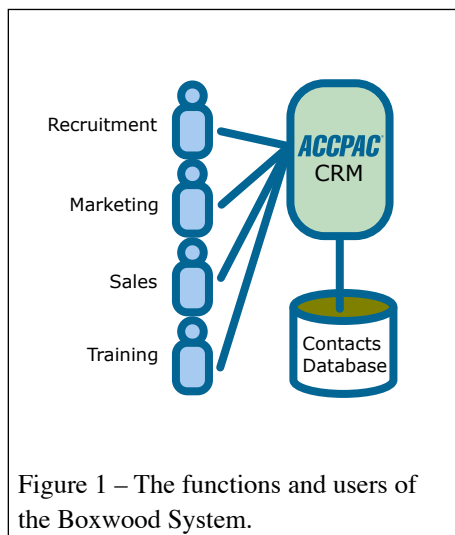 Recruitment
Marketing
Sales
Training
ACCPAC
CRM
Contacts
Database
Figure 1 – The functions and users of
the Boxwood System.